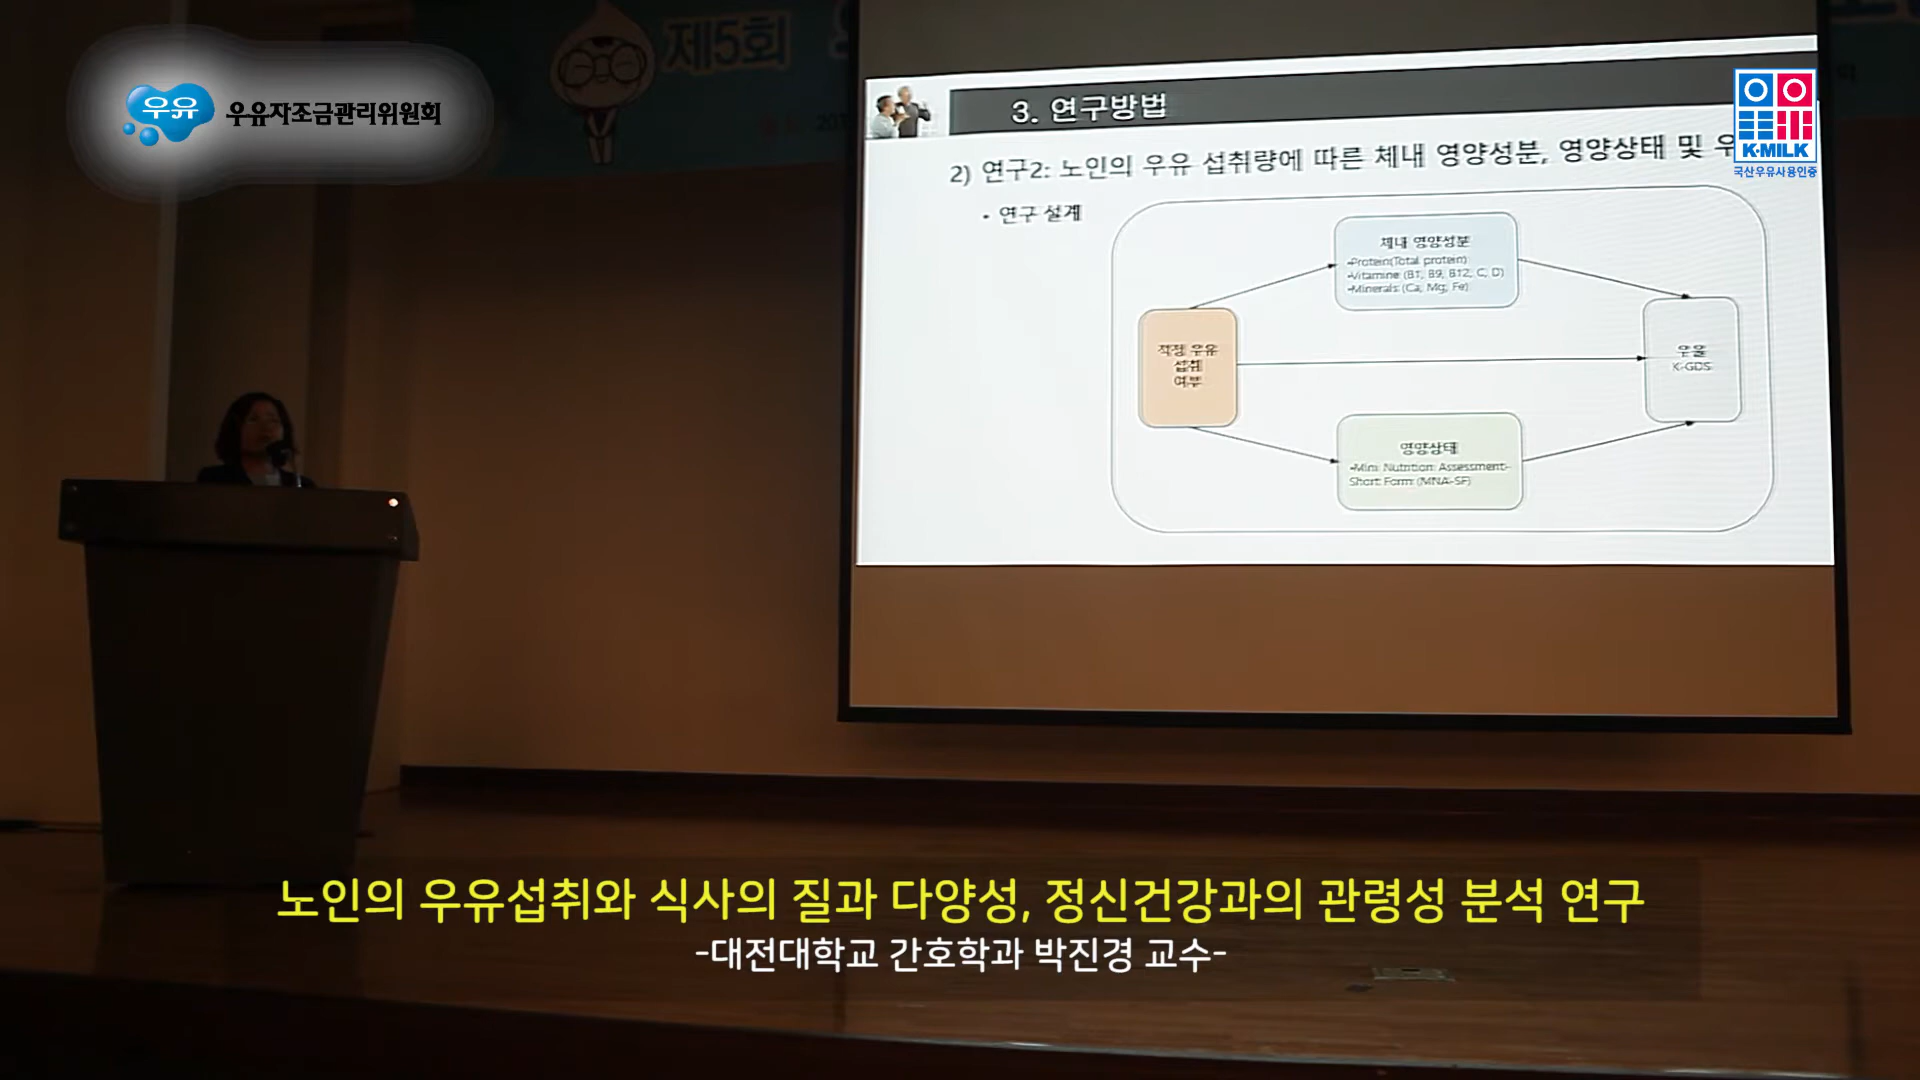 제5회
우유
우유자조금관리위원회
우유
K·MILK
국산우유사용인증
3. 연구방법
2) 연구2: 노인의 우유 섭취량에 따른 체내 영양성분, 영양상태 및 우
• 연구 설계
체내 영양성분
-Protein(Total protein)
-Vitamine (B1, B9, B12, C, D)
-Minerals (Ca, Mg, Fe)
적정 우유
섭취
여부
우울
K-GDS
영양상태
-Mini Nutrition Assessment-
Short Form (MNA-SF)
노인의 우유섭취와 식사의 질과 다양성, 정신건강과의 관령성 분석 연구
-대전대학교 간호학과 박진경 교수-